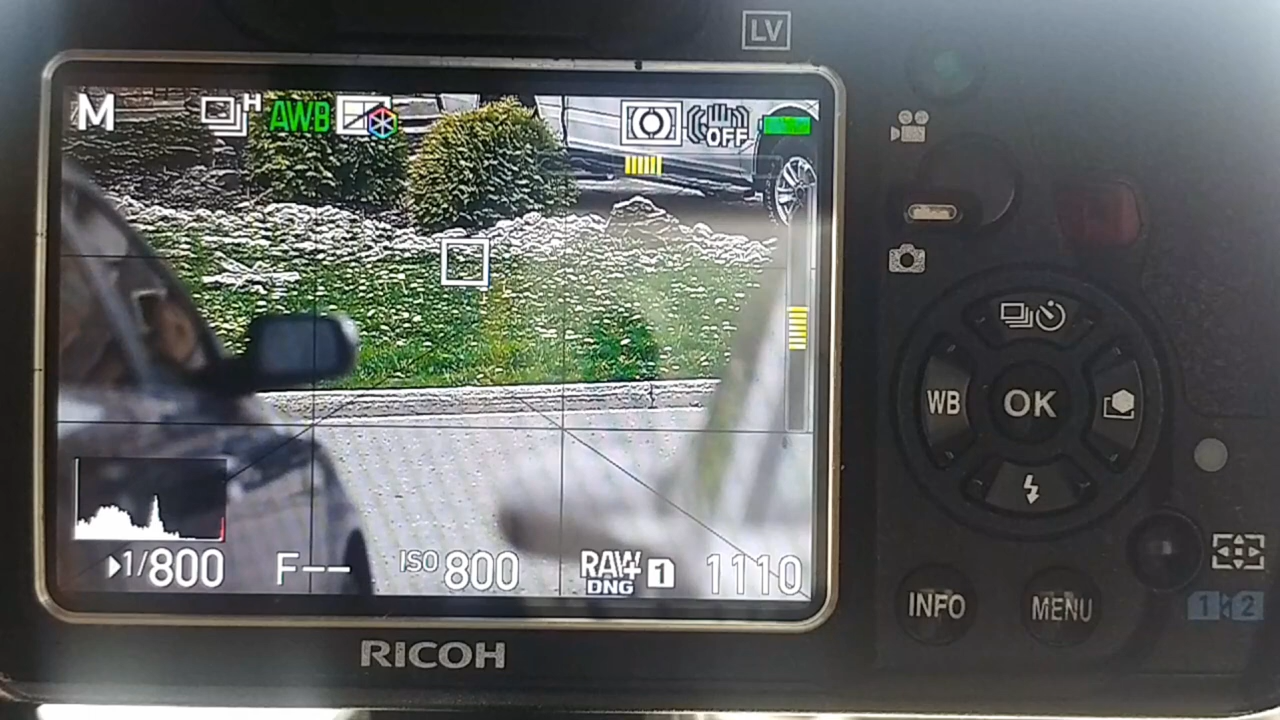 LV
M H AWB OFF
1/800 F-- ISO 800 RAW+ DNG 1 1110
WB OK
INFO MENU 1 2
RICOH